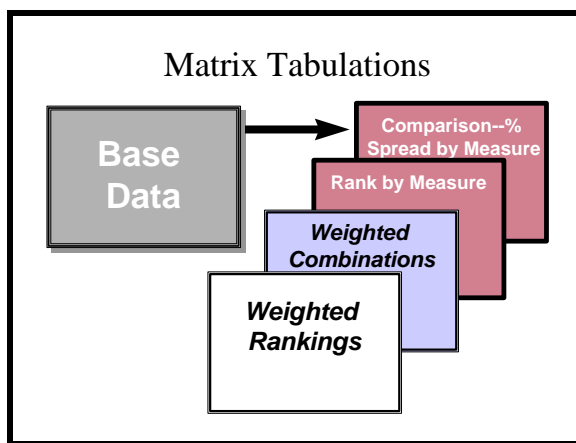 Matrix Tabulations
Base
Data
Comparison--%
Spread by Measure
Rank by Measure
Weighted
Combinations
Weighted
Rankings